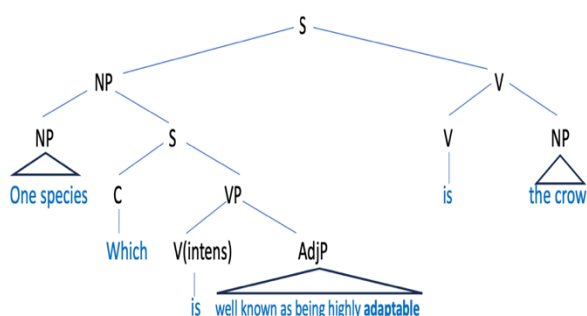 S
NP V
NP S V NP
One species C VP is the crow
Which V(intens) AdjP
is well known as being highly adaptable